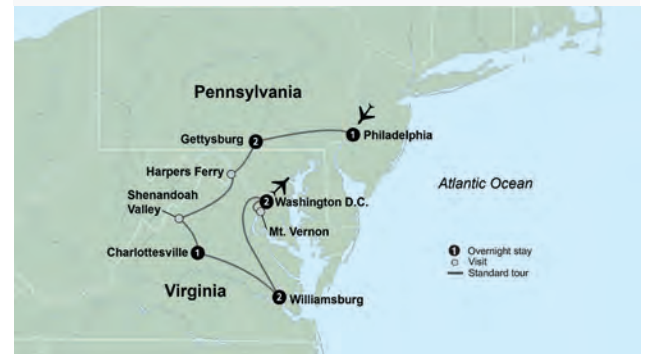 Pennsylvania
Gettysburg 2
1 Philadelphia
Harpers Ferry
Shenandoah
Valley
2 Washington D.C.
Mt. Vernon
Atlantic Ocean
Charlottesville 1
Virginia
2 Williamsburg
1 Overnight stay
Visit
Standard tour